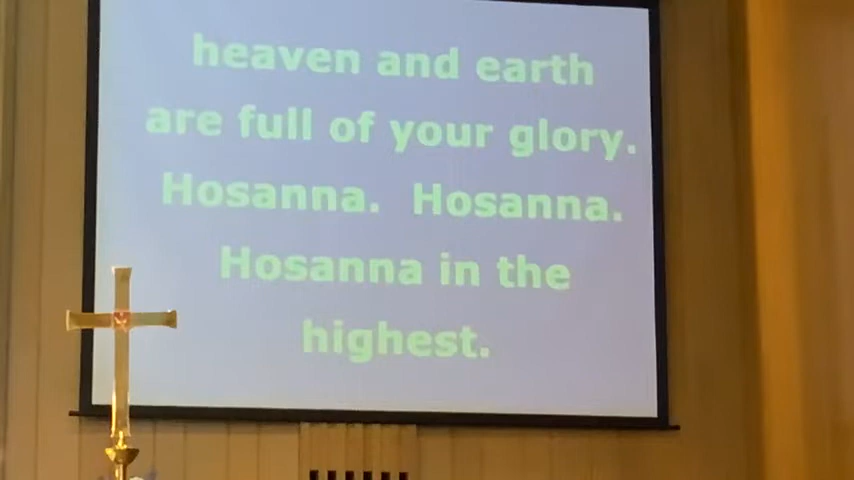 heaven and earth
are full of your glory.
Hosanna.  Hosanna.
Hosanna in the
highest.